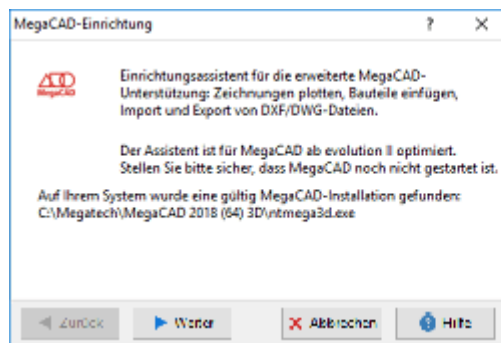 MegaCAD-Einrichtung ? X
MegaCAD
Einrichtungsassistent für die erweiterte MegaCAD-
Unterstützung: Zeichnungen plotten, Bauteile einfügen,
Import und Export von DXF/DWG-Dateien.
Der Assistent ist für MegaCAD ab evolution II optimiert.
Stellen Sie bitte sicher, dass MegaCAD noch nicht gestartet ist.
Auf Ihrem System wurde eine gültig MegaCAD-Installation gefunden:
C:\Megatech\MegaCAD 2018 (64) 3D\ntmega3d.exe
Zurück Weiter Abbrechen Hilfe